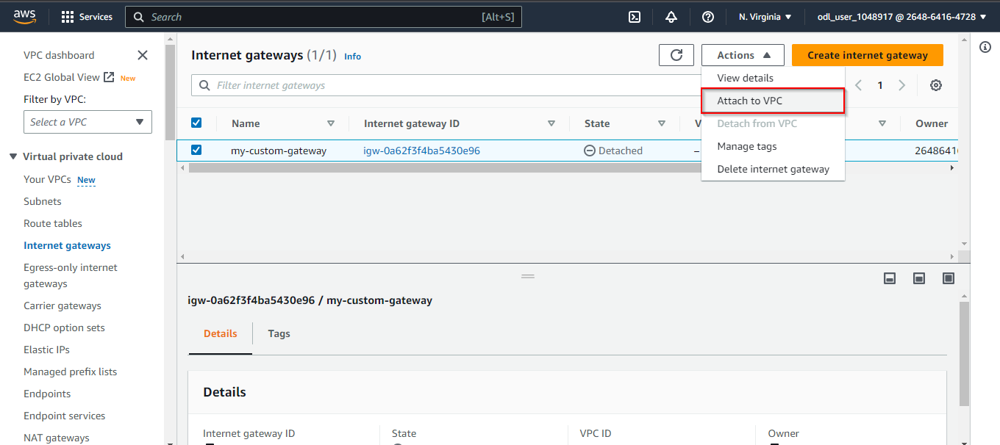 aws
Services
Search
[Alt+S]
N. Virginia
odl_user_1048917 @ 2648-6416-4728
VPC dashboard
EC2 Global View New
Filter by VPC:
Select a VPC
Virtual private cloud
Your VPCs New
Subnets
Route tables
Internet gateways
Egress-only internet
gateways
Carrier gateways
DHCP option sets
Elastic IPs
Managed prefix lists
Endpoints
Endpoint services
NAT gateways
Internet gateways (1/1) Info
Actions
Create internet gateway
Filter internet gateways
1
View details
Attach to VPC
Detach from VPC
Manage tags
Delete internet gateway
Name
Internet gateway ID
State
V
Owner
my-custom-gateway
igw-0a62f3f4ba5430e96
Detached
–
2648641
igw-0a62f3f4ba5430e96 / my-custom-gateway
Details
Tags
Details
Internet gateway ID
State
VPC ID
Owner